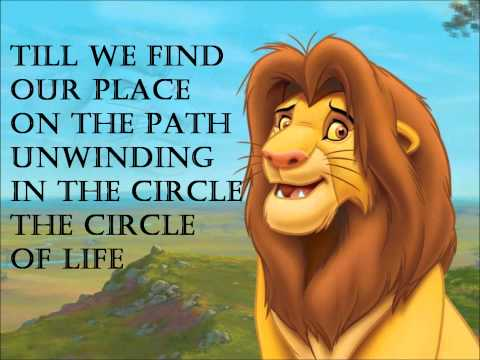 TILL WE FIND
OUR PLACE
ON THE PATH
UNWINDING
IN THE CIRCLE
THE CIRCLE
OF LIFE